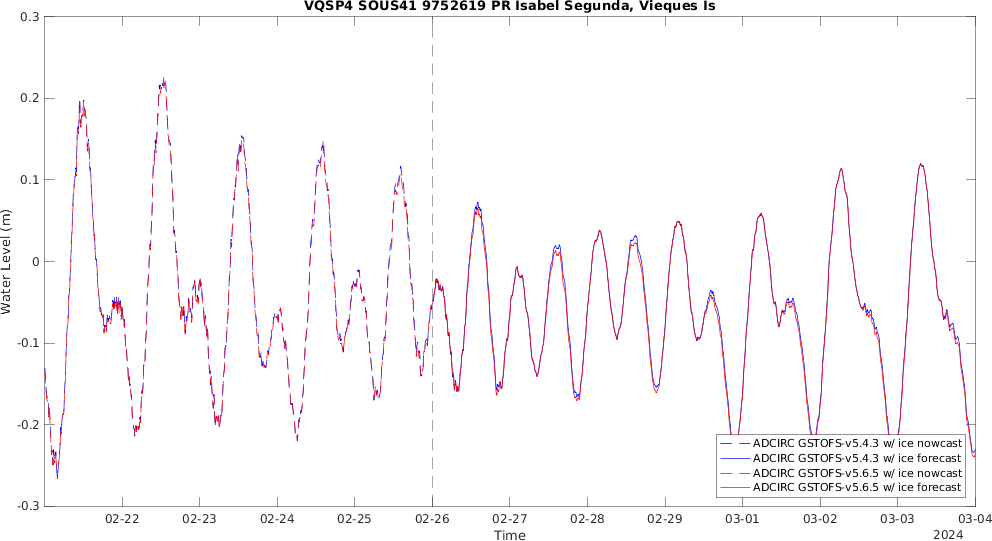 VQSP4 SOUS41 9752619 PR Isabel Segunda, Vieques Is
0.3
0.2
0.1
0
-0.1
-0.2
-0.3
Water Level (m)
ADCIRC GSTOFS-v5.4.3 w/ ice nowcast
ADCIRC GSTOFS-v5.4.3 w/ ice forecast
ADCIRC GSTOFS-v5.6.5 w/ ice nowcast
ADCIRC GSTOFS-v5.6.5 w/ ice forecast
02-22 02-23 02-24 02-25 02-26 02-27 02-28 02-29 03-01 03-02 03-03 03-04
Time
2024